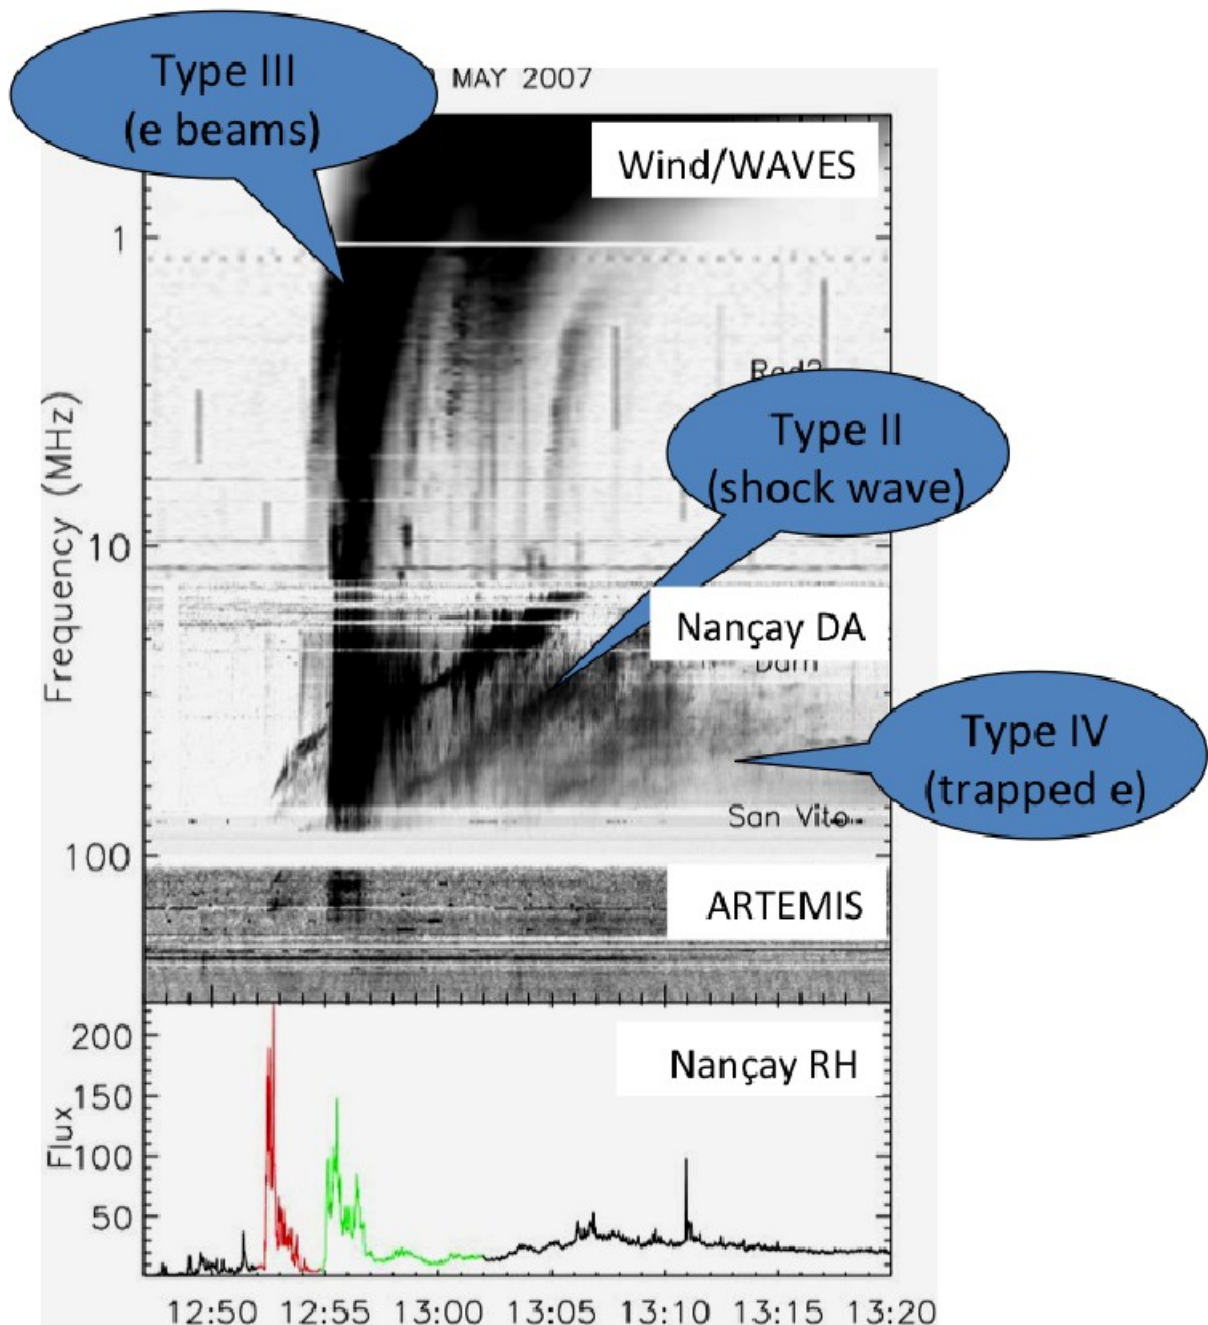 Type III
(e beams)
MAY 2007
Wind/WAVES
1
Rad2
Type II
(shock wave)
Frequency (MHz)
10
Nançay DA
Dam
Type IV
(trapped e)
San Vito
100
ARTEMIS
200
Nançay RH
150
Flux
100
50
12:50 12:55 13:00 13:05 13:10 13:15 13:20